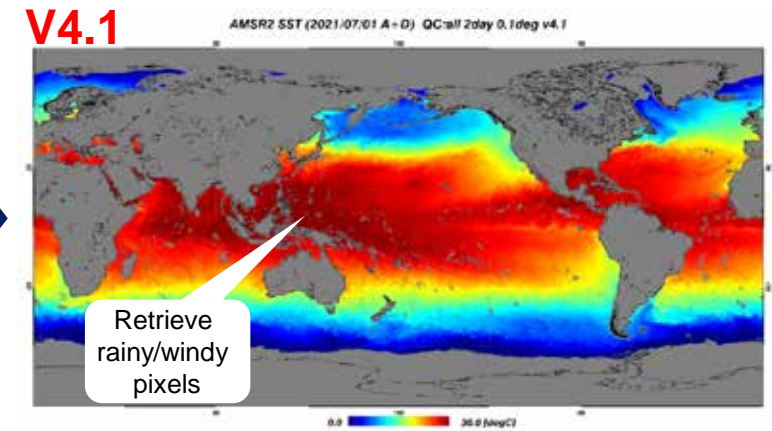 V4.1
AMSR2 SST (2021/07/01 A+D) QC:all 2day 0.1deg v4.1
Retrieve
rainy/windy
pixels
0.0 30.0 [degC]